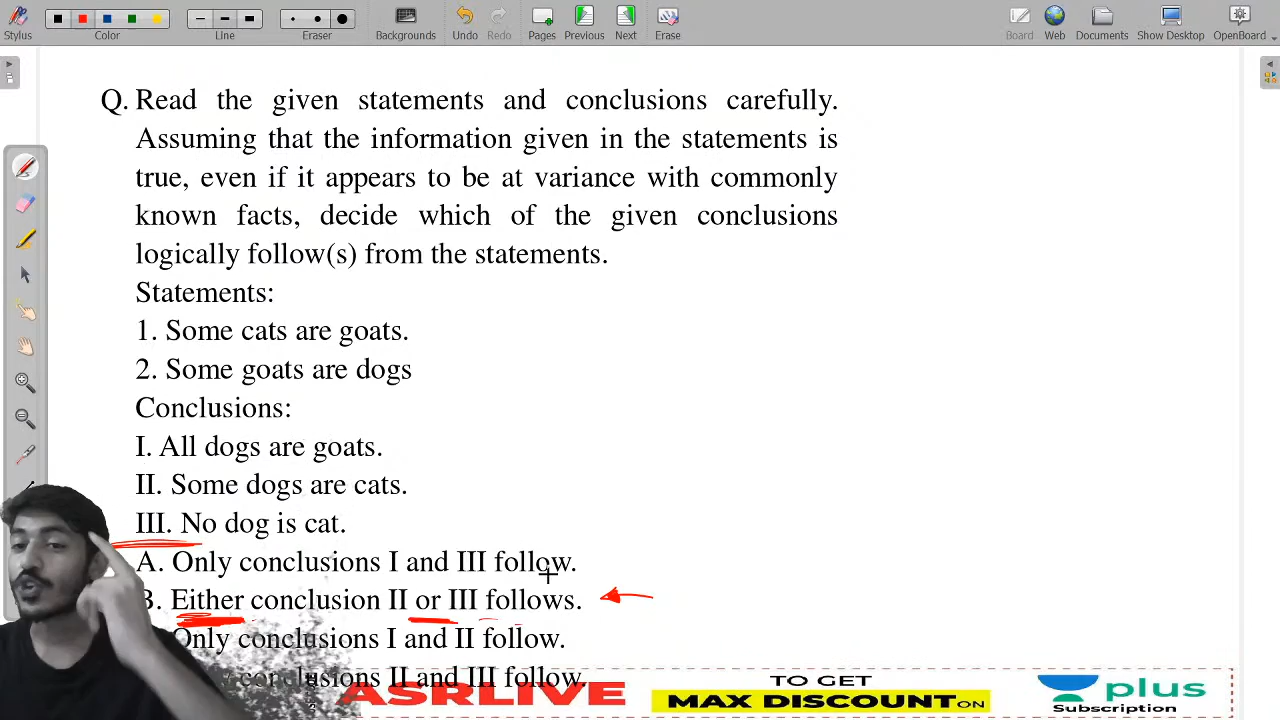 Stylus
Color
Line
Eraser
Backgrounds
Undo
Redo
Pages
Previous
Next
Erase
Board
Web
Documents
Show Desktop
OpenBoard
Q. Read the given statements and conclusions carefully.
Assuming that the information given in the statements is
true, even if it appears to be at variance with commonly
known facts, decide which of the given conclusions
logically follow(s) from the statements.
Statements:
1. Some cats are goats.
2. Some goats are dogs
Conclusions:
I. All dogs are goats.
II. Some dogs are cats.
III. No dog is cat.
A. Only conclusions I and III follow.
B. Either conclusion II or III follows.
Only conclusions I and II follow.
conclusions II and III follow.
ASRLIVE
TO GET
MAX DISCOUNT ON
plus
Subscription